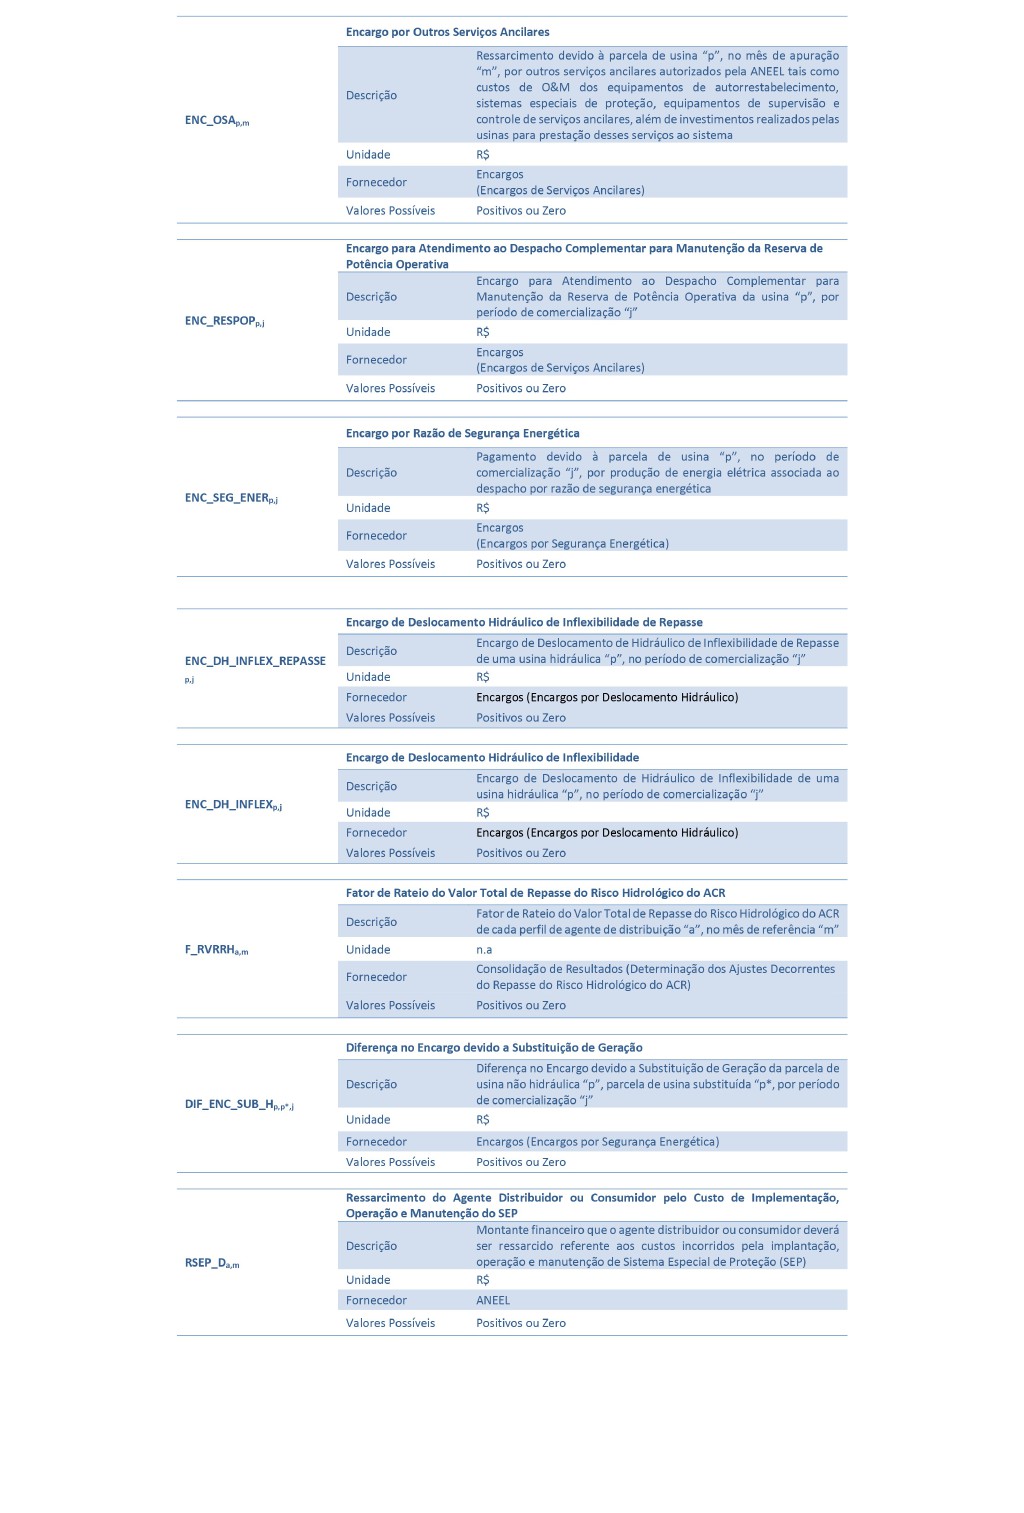 Encargo por Outros Serviços Ancilares
ENC_OSAp,m
Descrição
Ressarcimento devido à parcela de usina “p”, no mês de apuração
“m”, por outros serviços ancilares autorizados pela ANEEL tais como
custos de O&M dos equipamentos de autorrestabelecimento,
sistemas especiais de proteção, equipamentos de supervisão e
controle de serviços ancilares, além de investimentos realizados pelas
usinas para prestação desses serviços ao sistema
Unidade R$
Fornecedor
Encargos
(Encargos de Serviços Ancilares)
Valores Possíveis Positivos ou Zero
Encargo para Atendimento ao Despacho Complementar para Manutenção da Reserva de
Potência Operativa
ENC_RESPOPp,j
Descrição
Encargo para Atendimento ao Despacho Complementar para
Manutenção da Reserva de Potência Operativa da usina “p”, por
período de comercialização “j”
Unidade R$
Fornecedor
Encargos
(Encargos de Serviços Ancilares)
Valores Possíveis Positivos ou Zero
Encargo por Razão de Segurança Energética
ENC_SEG_ENERp,j
Descrição
Pagamento devido à parcela de usina “p”, no período de
comercialização “j”, por produção de energia elétrica associada ao
despacho por razão de segurança energética
Unidade R$
Fornecedor
Encargos
(Encargos por Segurança Energética)
Valores Possíveis Positivos ou Zero
Encargo de Deslocamento Hidráulico de Inflexibilidade de Repasse
ENC_DH_INFLEX_REPASSE
p,j
Descrição
Encargo de Deslocamento de Hidráulico de Inflexibilidade de Repasse
de uma usina hidráulica “p”, no período de comercialização “j”
Unidade R$
Fornecedor Encargos (Encargos por Deslocamento Hidráulico)
Valores Possíveis Positivos ou Zero
Encargo de Deslocamento Hidráulico de Inflexibilidade
ENC_DH_INFLEXp,j
Descrição
Encargo de Deslocamento de Hidráulico de Inflexibilidade de uma
usina hidráulica “p”, no período de comercialização “j”
Unidade R$
Fornecedor Encargos (Encargos por Deslocamento Hidráulico)
Valores Possíveis Positivos ou Zero
Fator de Rateio do Valor Total de Repasse do Risco Hidrológico do ACR
F_RVRRHa,m
Descrição
Fator de Rateio do Valor Total de Repasse do Risco Hidrológico do ACR
de cada perfil de agente de distribuição “a”, no mês de referência “m”
Unidade n.a
Fornecedor
Consolidação de Resultados (Determinação dos Ajustes Decorrentes
do Repasse do Risco Hidrológico do ACR)
Valores Possíveis Positivos ou Zero
Diferença no Encargo devido a Substituição de Geração
DIF_ENC_SUB_Hp,p*,j
Descrição
Diferença no Encargo devido a Substituição de Geração da parcela de
usina não hidráulica “p”, parcela de usina substituída “p*, por período
de comercialização “j”
Unidade R$
Fornecedor Encargos (Encargos por Segurança Energética)
Valores Possíveis Positivos ou Zero
Ressarcimento do Agente Distribuidor ou Consumidor pelo Custo de Implementação,
Operação e Manutenção do SEP
RSEP_Da,m
Descrição
Montante financeiro que o agente distribuidor ou consumidor deverá
ser ressarcido referente aos custos incorridos pela implantação,
operação e manutenção de Sistema Especial de Proteção (SEP)
Unidade R$
Fornecedor ANEEL
Valores Possíveis Positivos ou Zero